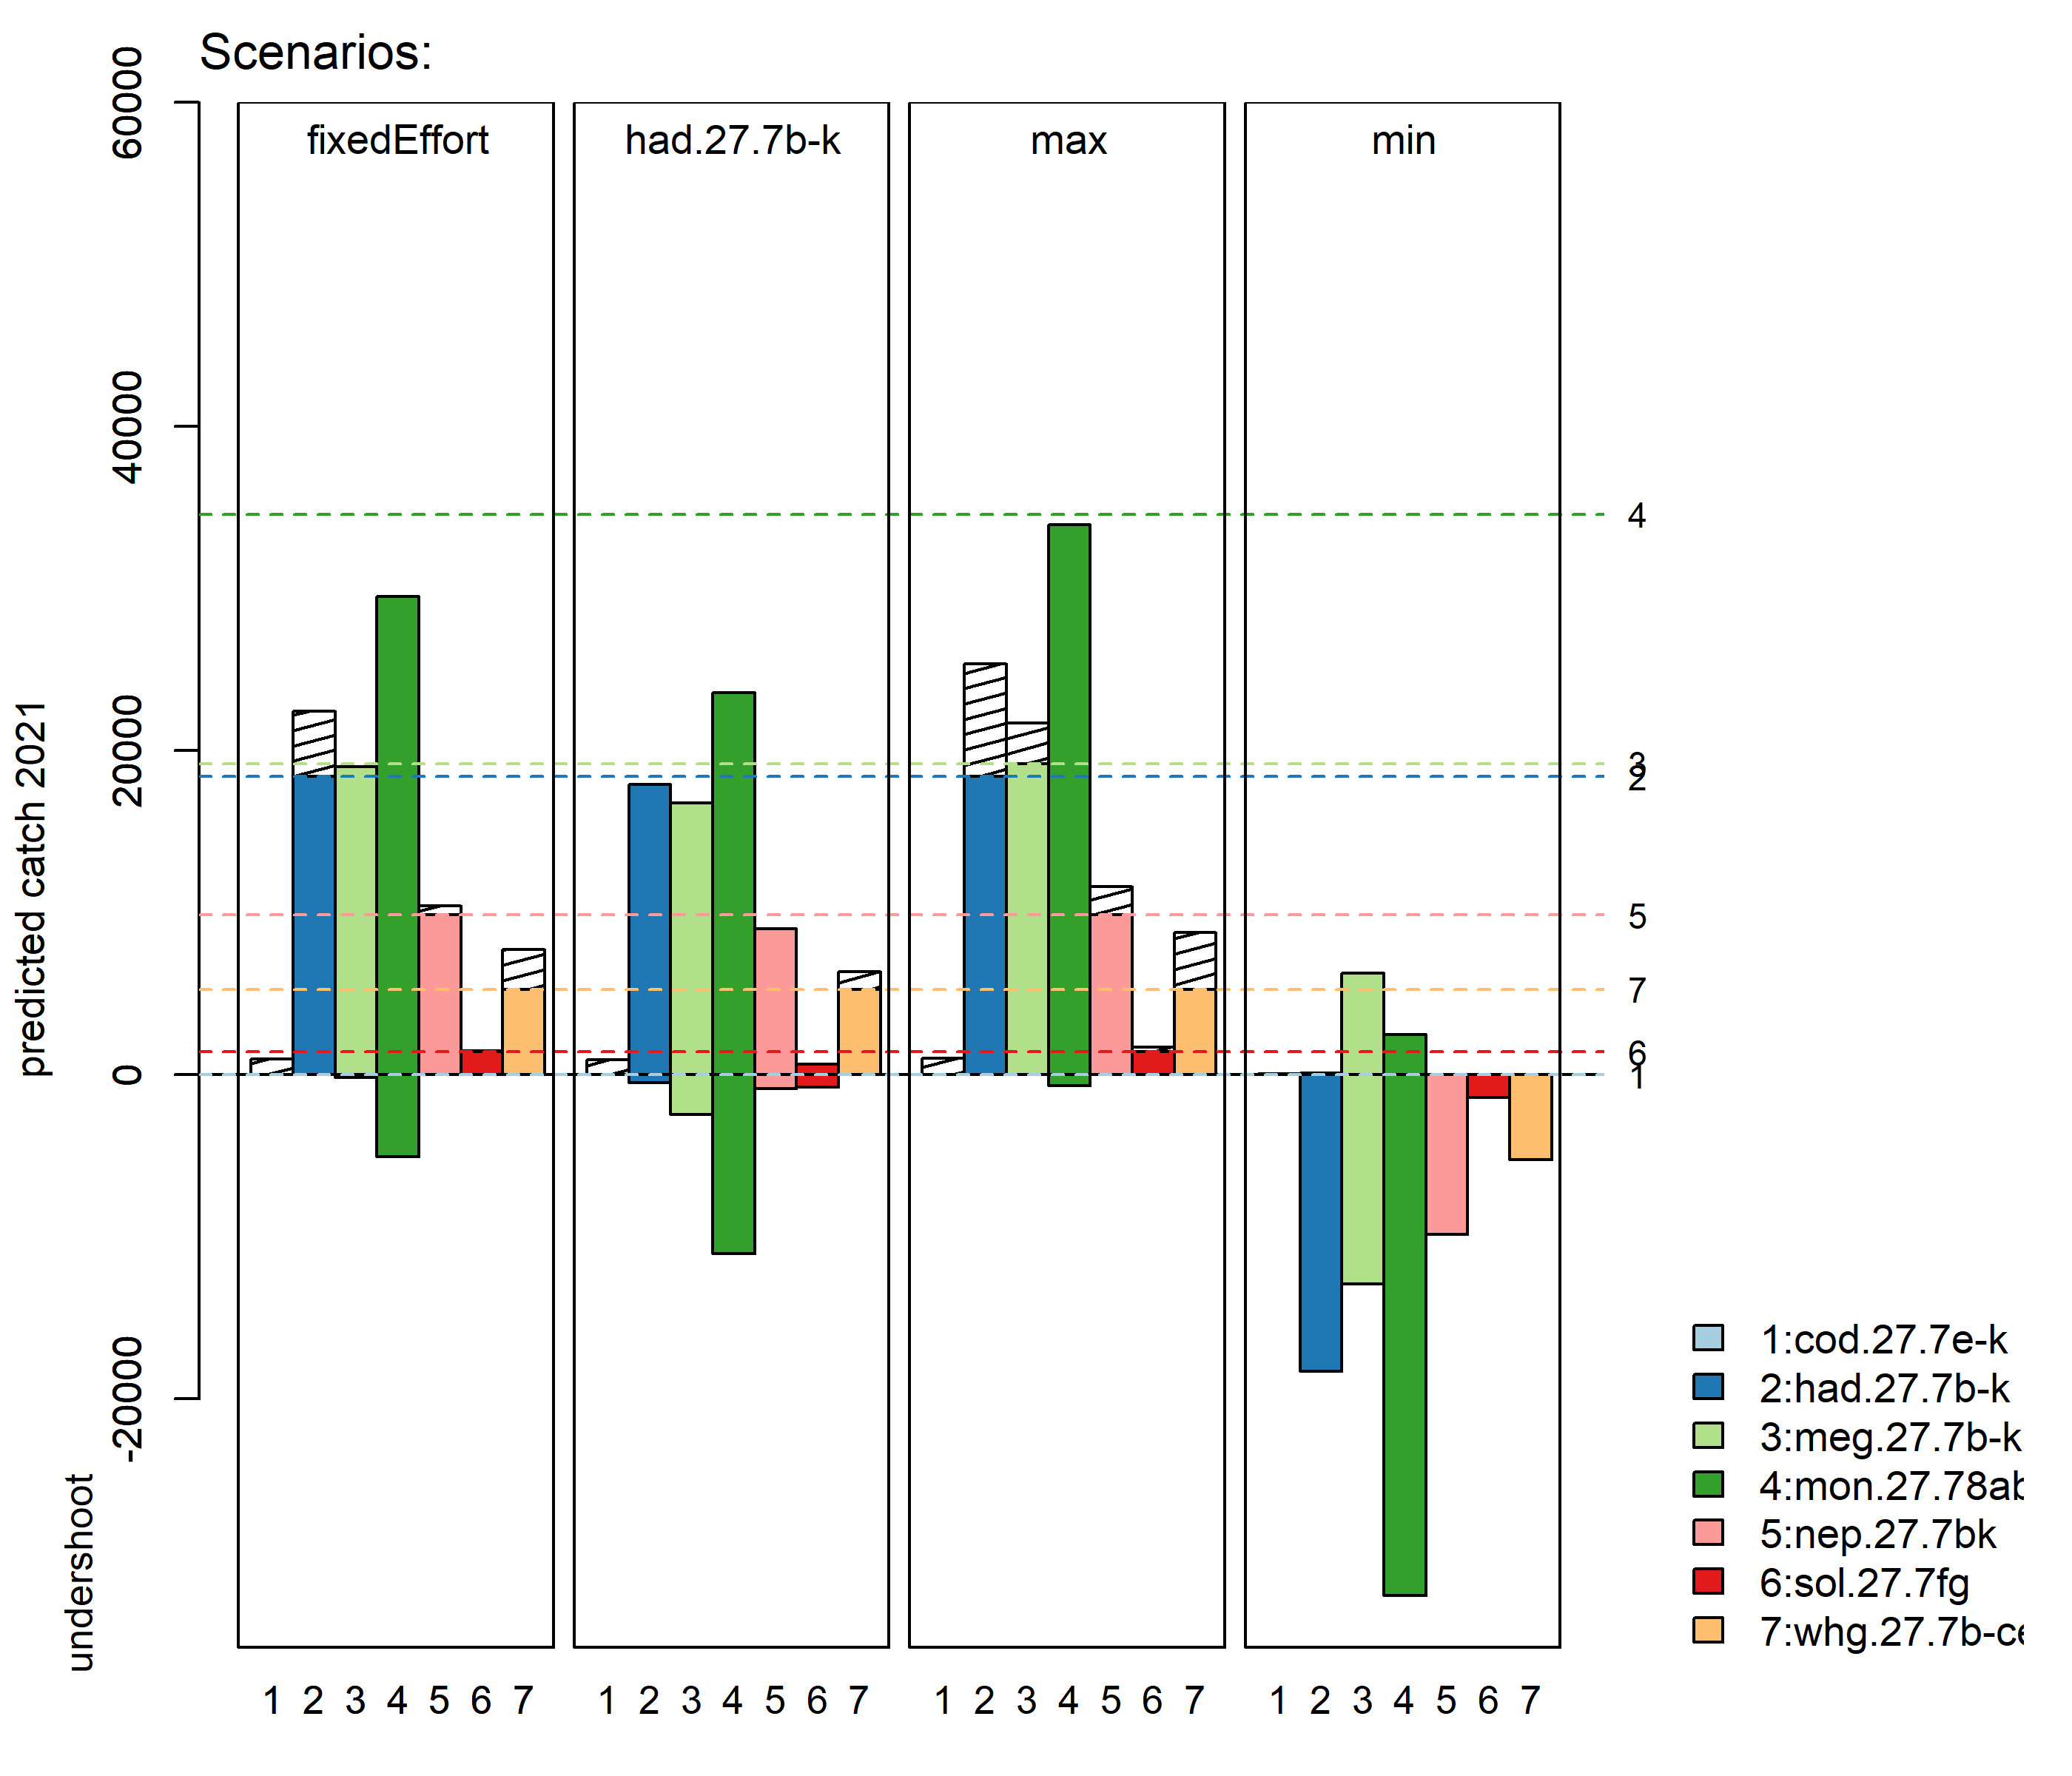 Scenarios:
fixedEffort
had.27.7b-k
max
min
60000
40000
20000
0
-20000
predicted catch 2021
undershoot
4
3
2
5
7
6
1
1 2 3 4 5 6 7
1 2 3 4 5 6 7
1 2 3 4 5 6 7
1 2 3 4 5 6 7
1:cod.27.7e-k
2:had.27.7b-k
3:meg.27.7b-k
4:mon.27.78ab
5:nep.27.7bk
6:sol.27.7fg
7:whg.27.7b-ce